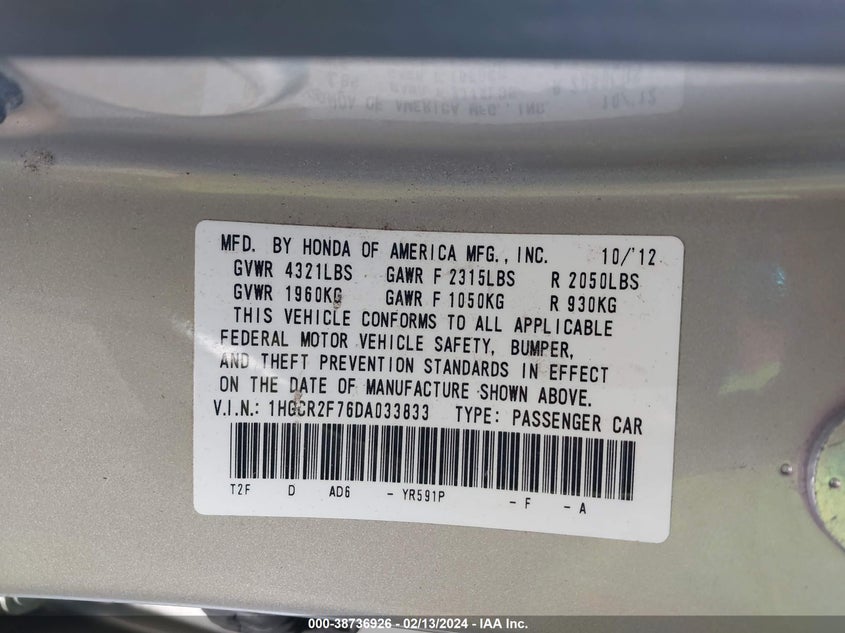 MFD. BY HONDA OF AMERICA MFG., INC. 10/'12
GVWR 4321LBS GAWR F 2315LBS R 2050LBS
GVWR 1960KG GAWR F 1050KG R 930KG
THIS VEHICLE CONFORMS TO ALL APPLICABLE
FEDERAL MOTOR VEHICLE SAFETY, BUMPER,
AND THEFT PREVENTION STANDARDS IN EFFECT
ON THE DATE OF MANUFACTURE SHOWN ABOVE.
V.I.N.: 1HGCR2F76DA033833 TYPE: PASSENGER CAR
T2F D AD6 - YR591P - F - A
000-38736926 - 02/13/2024 - IAA Inc.